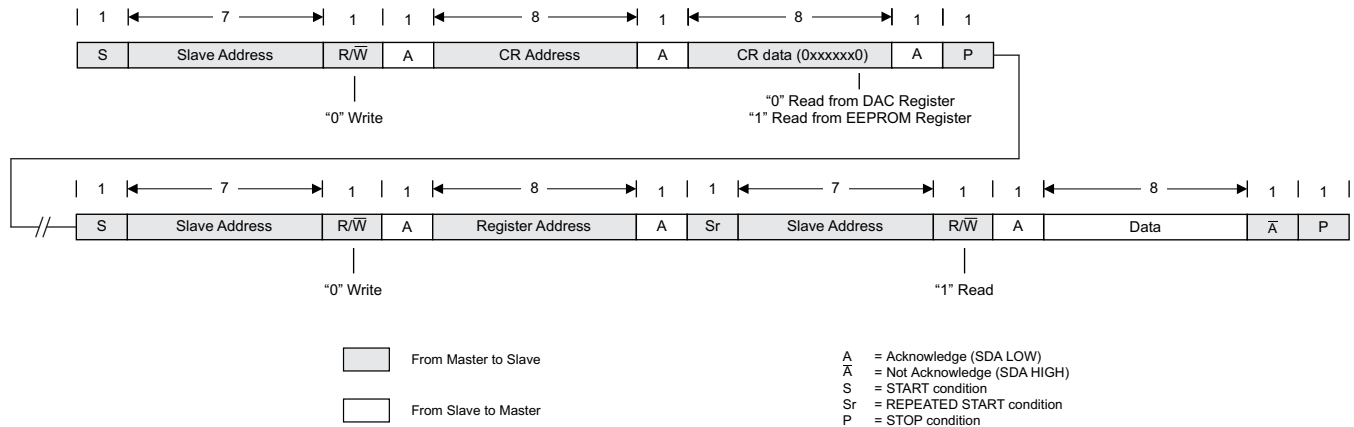 1 7 1 1 8 1 8 1 1
S Slave Address R/W̅ A CR Address A CR data (0xxxxxx0) A P
“0” Write
“0” Read from DAC Register
“1” Read from EEPROM Register
1 7 1 1 8 1 1 7 1 1 8 1 1
S Slave Address R/W̅ A Register Address A Sr Slave Address R/W̅ A Data A̅ P
“0” Write “1” Read
From Master to Slave
From Slave to Master
A = Acknowledge (SDA LOW)
A̅ = Not Acknowledge (SDA HIGH)
S = START condition
Sr = REPEATED START condition
P = STOP condition